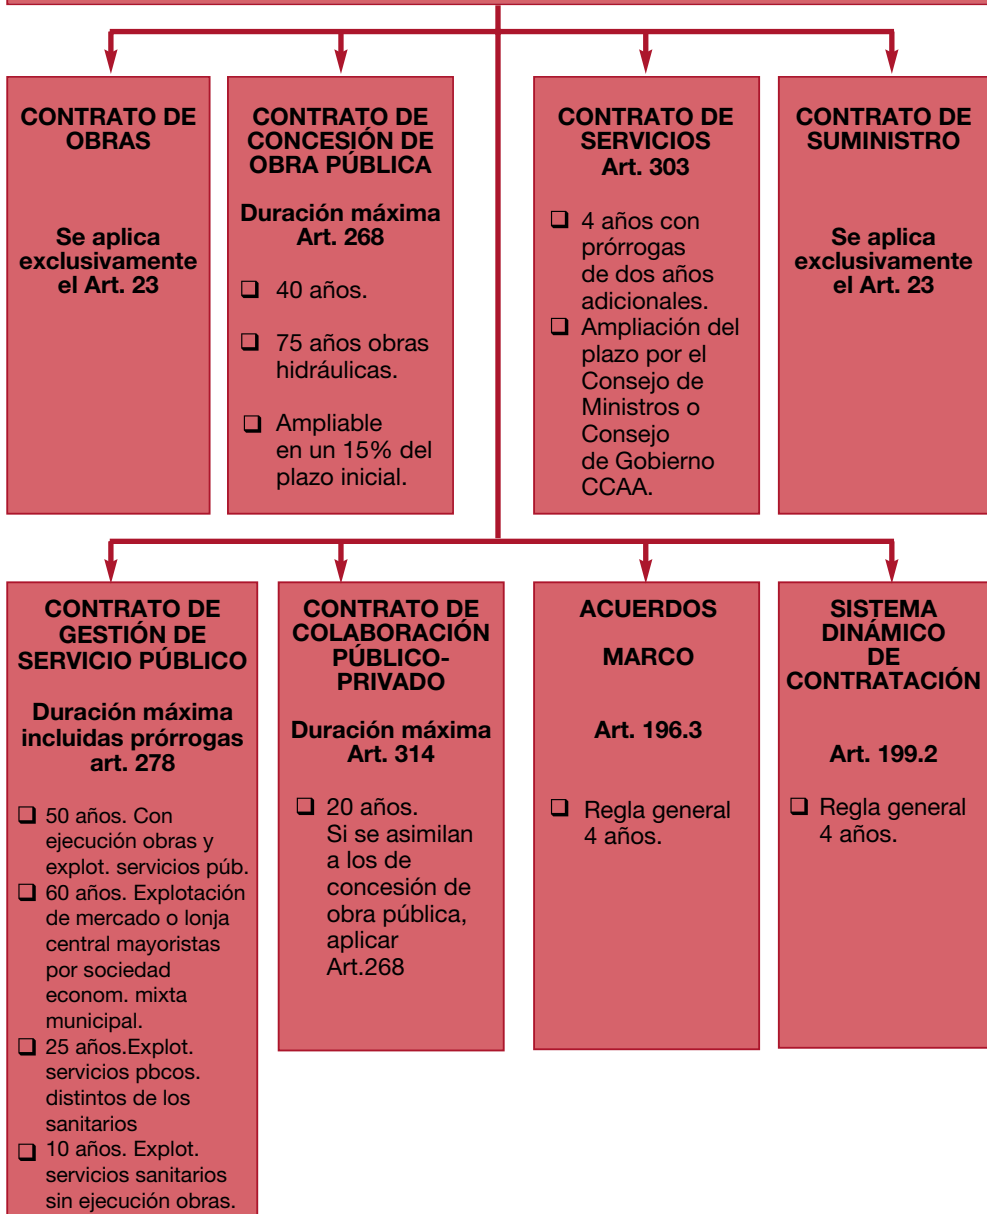 CONTRATO DE
OBRAS
Se aplica
exclusivamente
el Art. 23
CONTRATO DE
CONCESIÓN DE
OBRA PÚBLICA
Duración máxima
Art. 268
❑ 40 años.
❑ 75 años obras
hidráulicas.
❑ Ampliable
en un 15% del
plazo inicial.
CONTRATO DE
SERVICIOS
Art. 303
❑ 4 años con
prórrogas
de dos años
adicionales.
❑ Ampliación del
plazo por el
Consejo de
Ministros o
Consejo
de Gobierno
CCAA.
CONTRATO DE
SUMINISTRO
Se aplica
exclusivamente
el Art. 23
CONTRATO DE
GESTIÓN DE
SERVICIO PÚBLICO
Duración máxima
incluidas prórrogas
art. 278
❑ 50 años. Con
ejecución obras y
explot. servicios púb.
❑ 60 años. Explotación
de mercado o lonja
central mayoristas
por sociedad
econom. mixta
municipal.
❑ 25 años.Explot.
servicios pbcos.
distintos de los
sanitarios
❑ 10 años. Explot.
servicios sanitarios
sin ejecución obras.
CONTRATO DE
COLABORACIÓN
PÚBLICO-
PRIVADO
Duración máxima
Art. 314
❑ 20 años.
Si se asimilan
a los de
concesión de
obra pública,
aplicar
Art.268
ACUERDOS
MARCO
Art. 196.3
❑ Regla general
4 años.
SISTEMA
DINÁMICO
DE
CONTRATACIÓN
Art. 199.2
❑ Regla general
4 años.